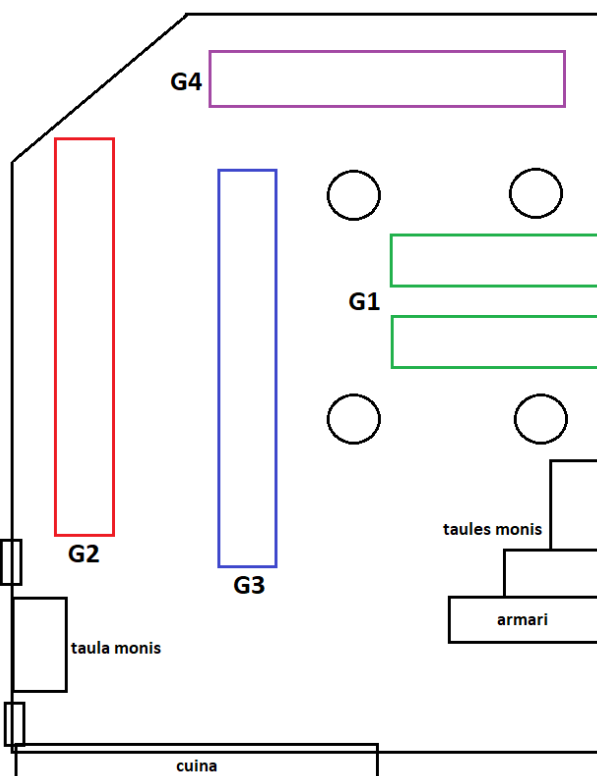 G4
G1
taules monis
G2
G3
armari
taula monis
cuina